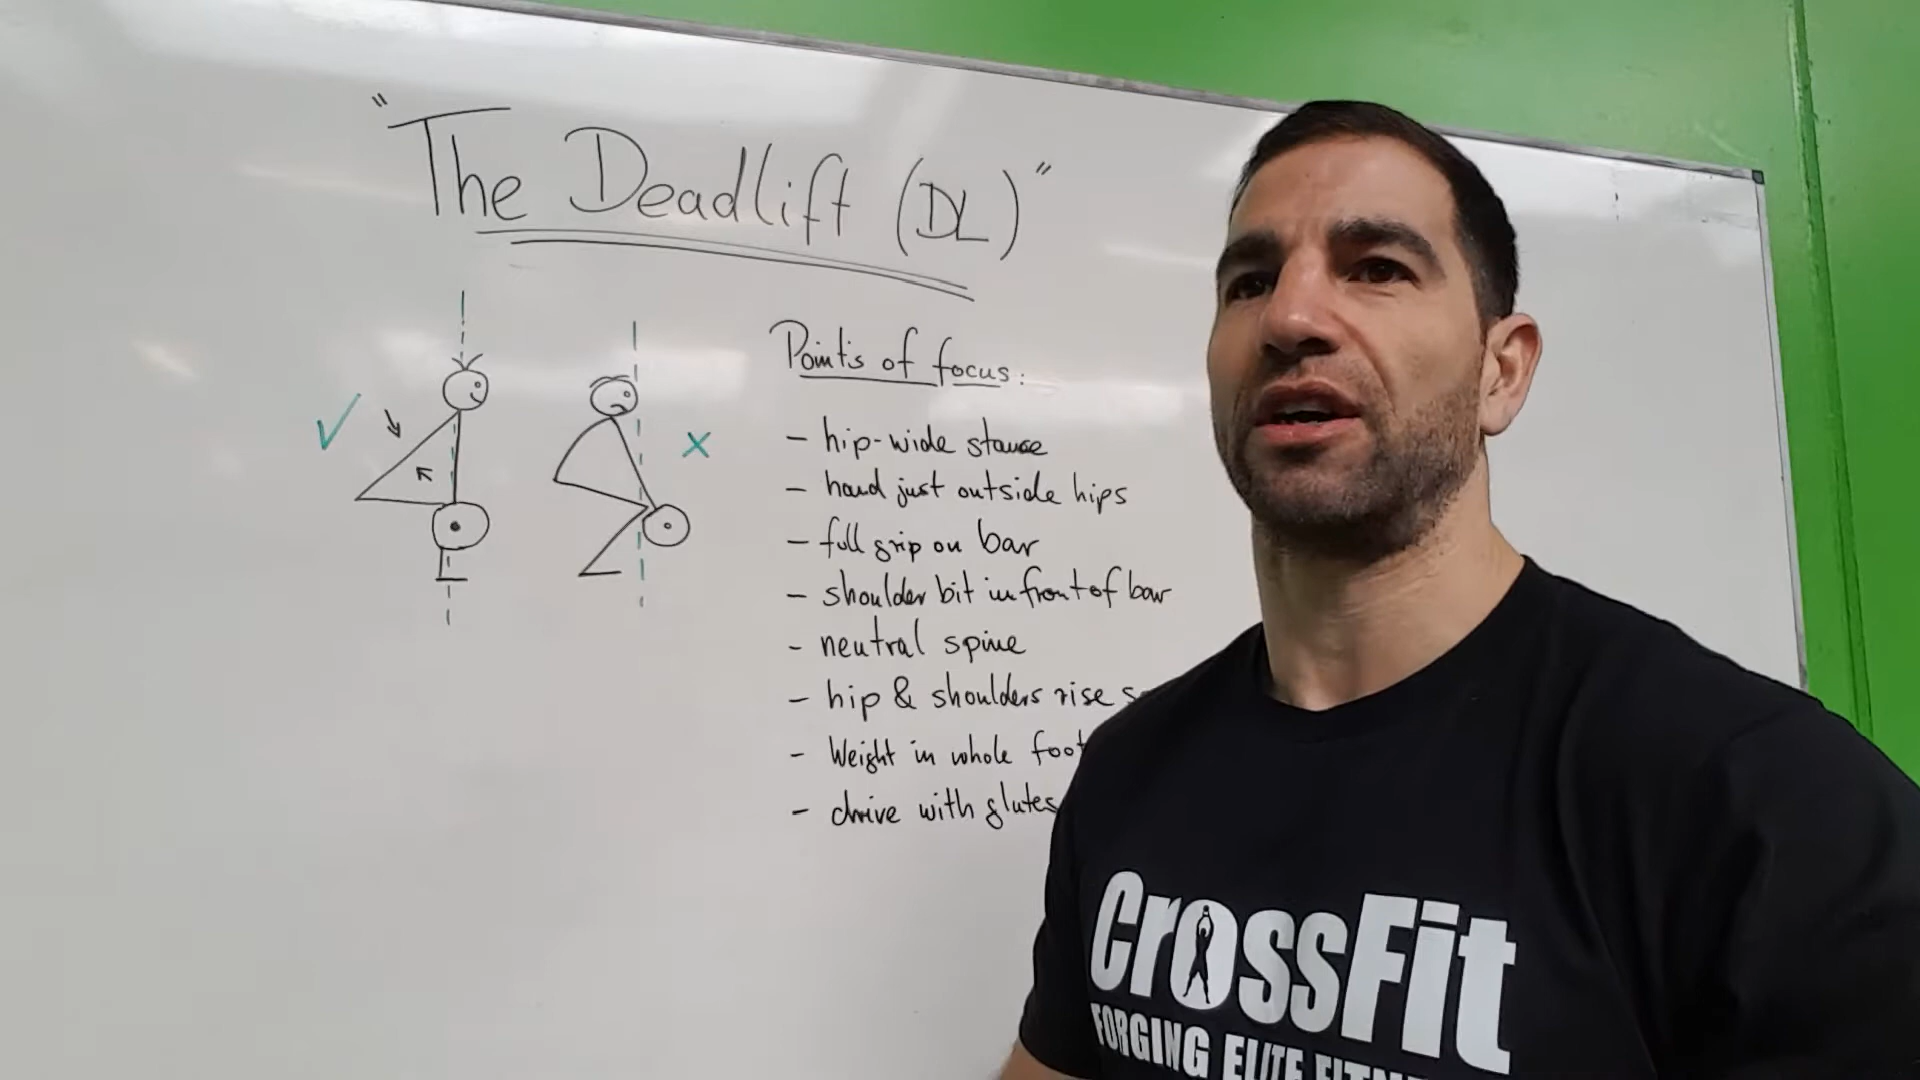 "The Deadlift (DL)"
Points of focus:
- hip-wide stance
- hand just outside hips
- full grip on bar
- shoulder bit in front of bar
- neutral spine
- hip & shoulders rise
- Weight in whole foot
- drive with glutes
CrossFit
FORGING ELITE